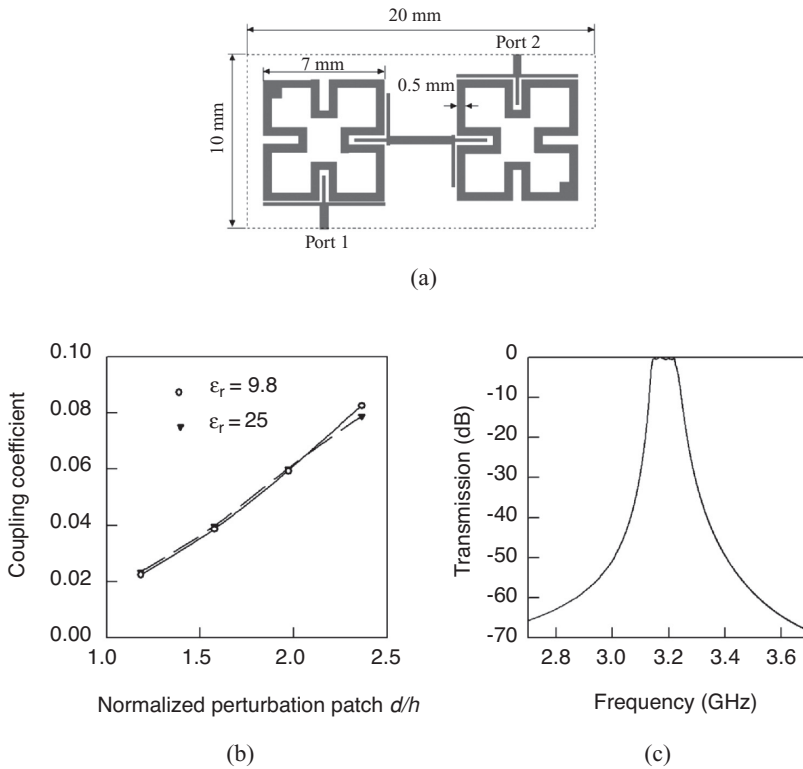 20 mm
Port 2
7 mm
0.5 mm
10 mm
Port 1
(a)
0.10
0.08
0.06
0.04
0.02
0.00
Coupling coefficient
εr = 9.8
εr = 25
1.0 1.5 2.0 2.5
Normalized perturbation patch d/h
(b)
0
-10
-20
-30
-40
-50
-60
-70
Transmission (dB)
2.8 3.0 3.2 3.4 3.6
Frequency (GHz)
(c)